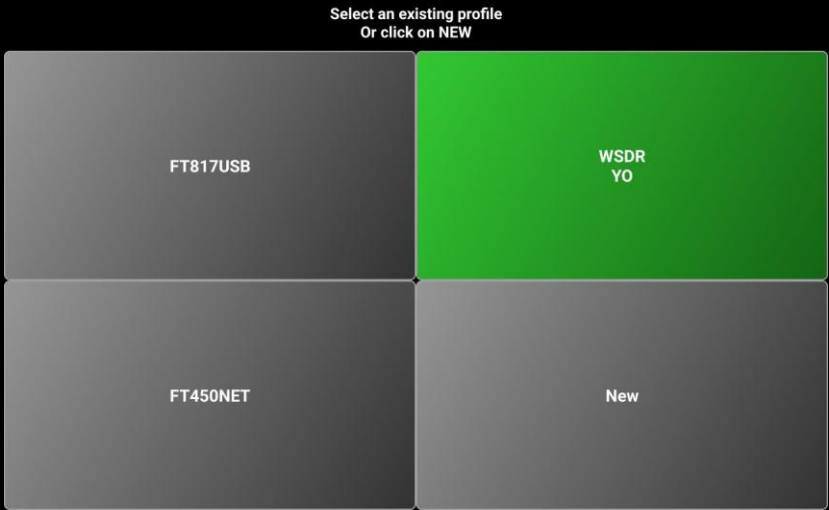 Select an existing profile
Or click on NEW
FT817USB
WSDR
YO
FT450NET
New